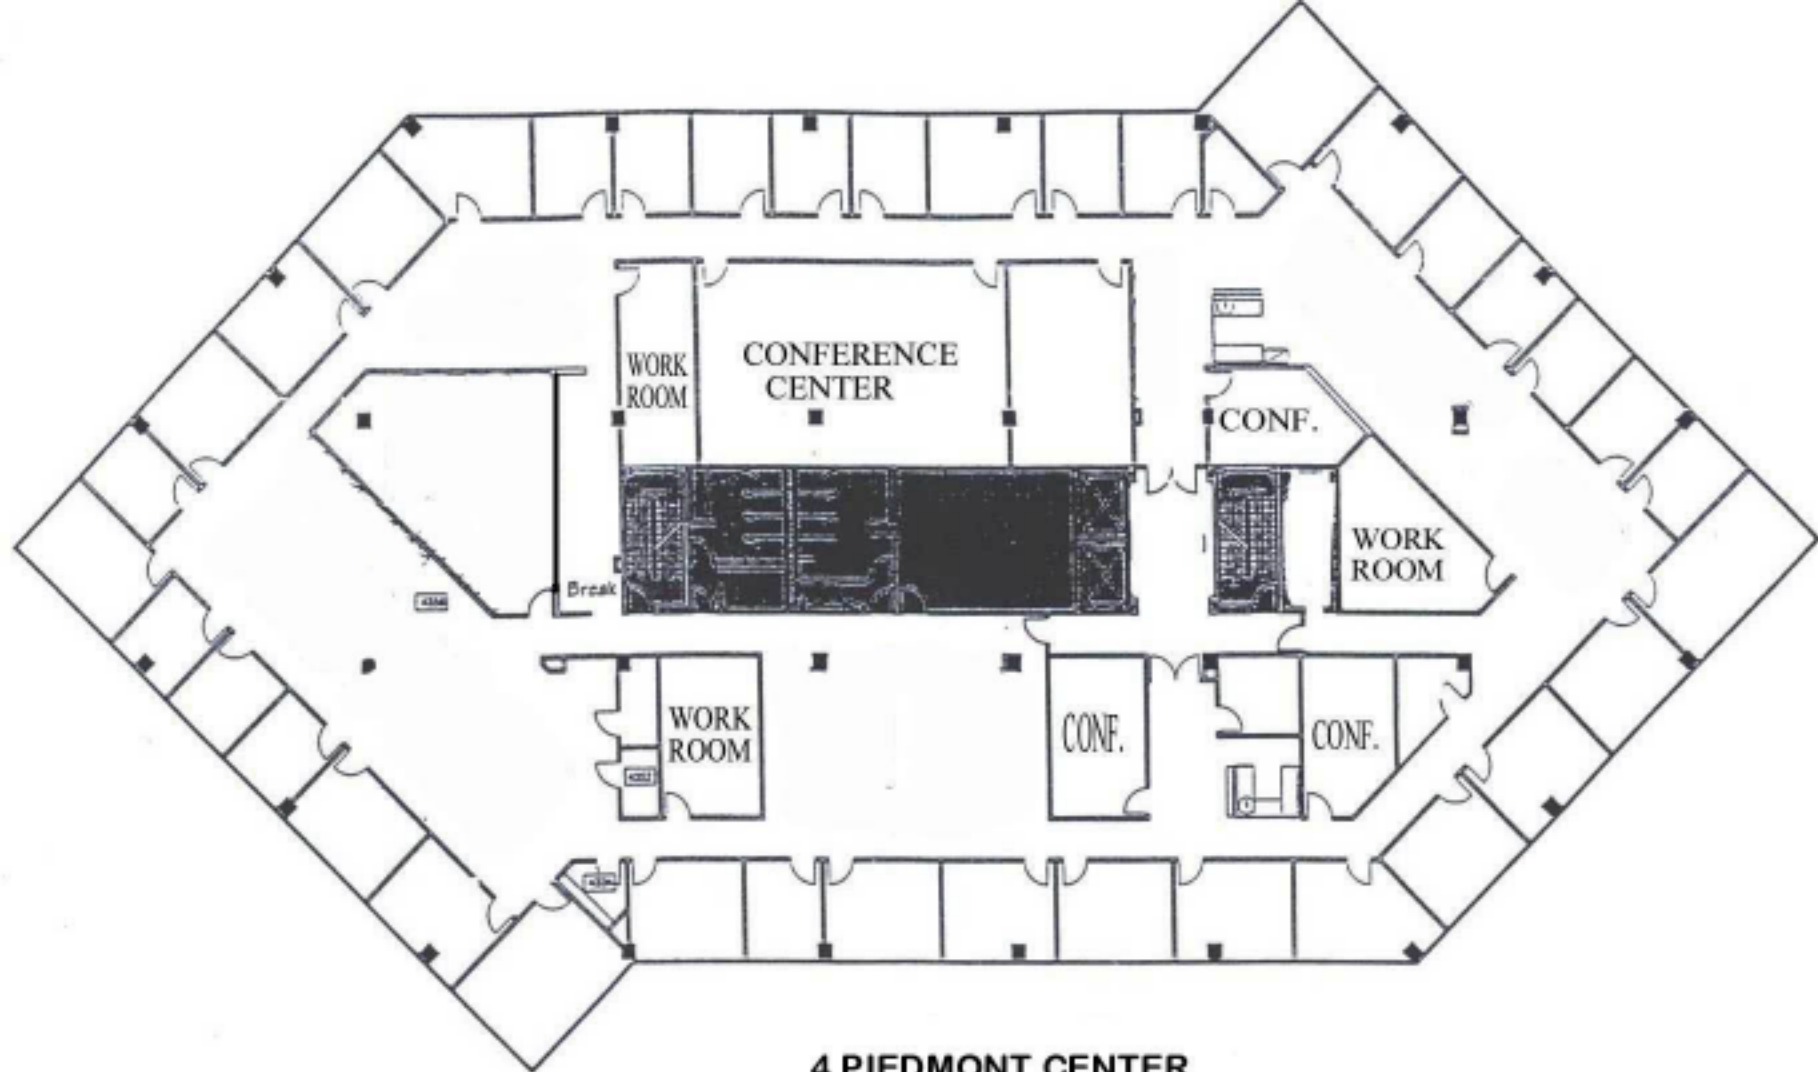 WORK
ROOM
CONFERENCE
CENTER
CONF.
WORK
ROOM
Break
WORK
ROOM
CONF.
CONF.
4 PIEDMONT CENTER